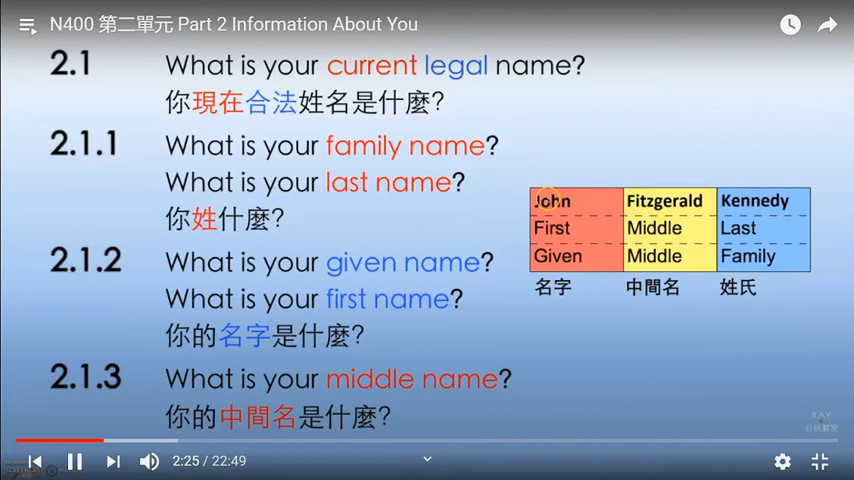 N400 第二單元 Part 2 Information About You
2.1 What is your current legal name?
你現在合法姓名是什麼?
2.1.1 What is your family name?
What is your last name?
你姓什麼?
2.1.2 What is your given name?
What is your first name?
你的名字是什麼?
2.1.3 What is your middle name?
你的中間名是什麼?
John Fitzgerald Kennedy
First Middle Last
Given Middle Family
名字 中間名 姓氏
RAY
公民教室
2:25 / 22:49